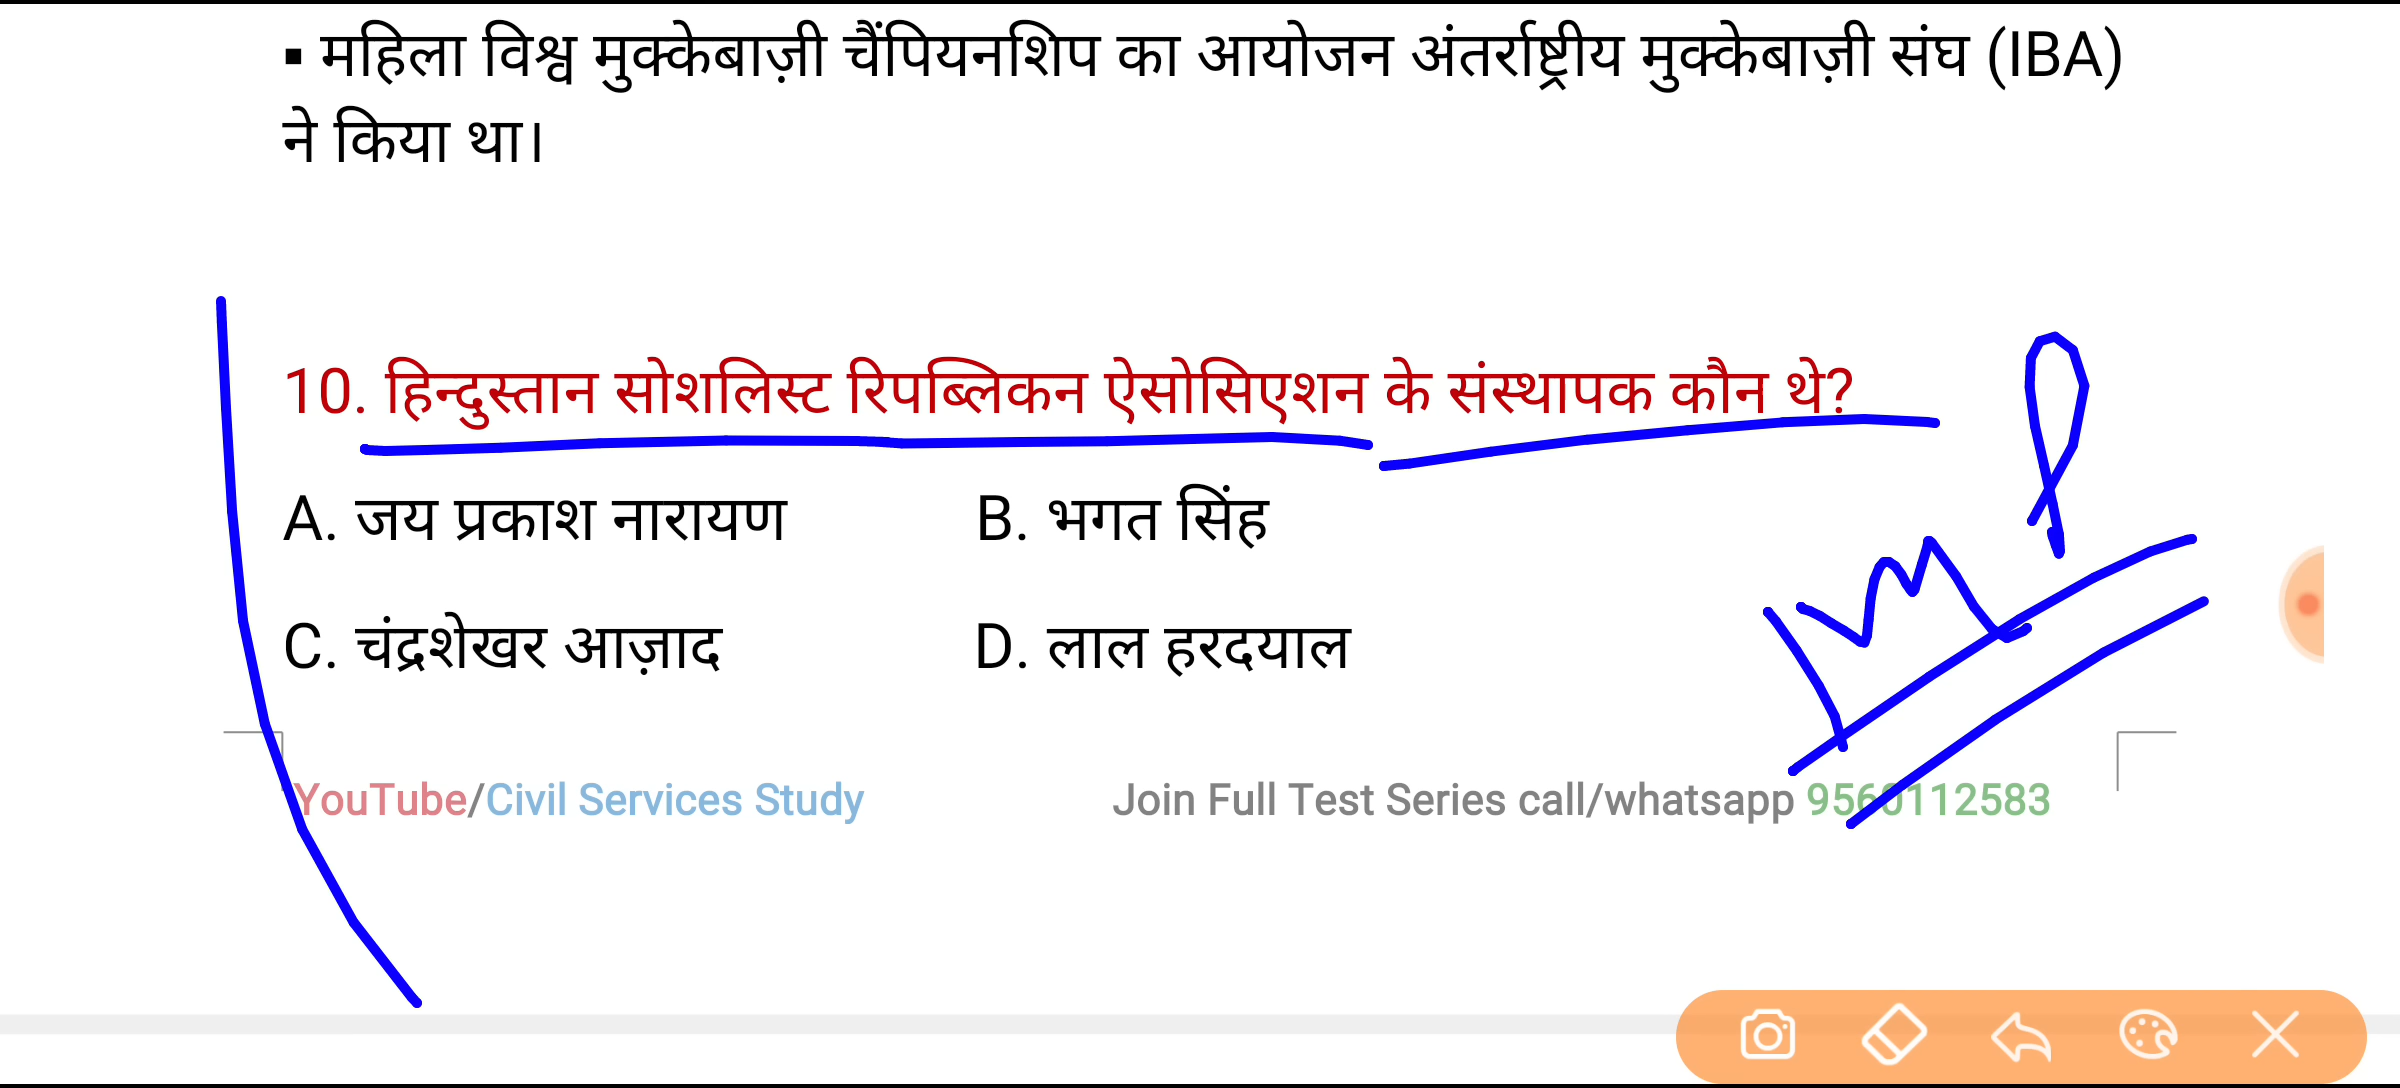 ▪ महिला विश्व मुक्केबाज़ी चैंपियनशिप का आयोजन अंतर्राष्ट्रीय मुक्केबाज़ी संघ (IBA)
ने किया था।
10. हिन्दुस्तान सोशलिस्ट रिपब्लिकन ऐसोसिएशन के संस्थापक कौन थे?
A. जय प्रकाश नारायण B. भगत सिंह
C. चंद्रशेखर आज़ाद D. लाल हरदयाल
YouTube/Civil Services Study Join Full Test Series call/whatsapp 9560112583